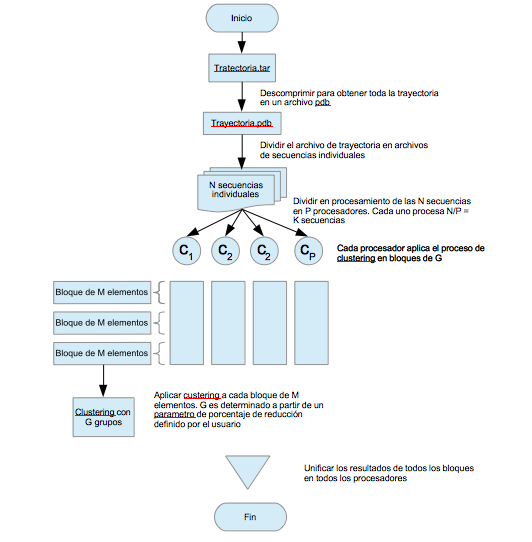 Inicio
Tratectoria.tar
Descomprimir para obtener toda la trayectoria
en un archivo pdb
Trayectoria.pdb
Dividir el archivo de trayectoria en archivos
de secuencias individuales
N secuencias
individuales
Dividir en procesamiento de las N secuencias
en P procesadores. Cada uno procesa N/P =
K secuencias
C1
C2
C2
CP
Cada procesador aplica el proceso de
clustering en bloques de G
Bloque de M elementos
Bloque de M elementos
Bloque de M elementos
Aplicar custering a cada bloque de M
elementos. G es determinado a partir de un
parametro de porcentaje de reducción
definido por el usuario
Clustering con
G grupos
Unificar los resultados de todos los bloques
en todos los procesadores
Fin